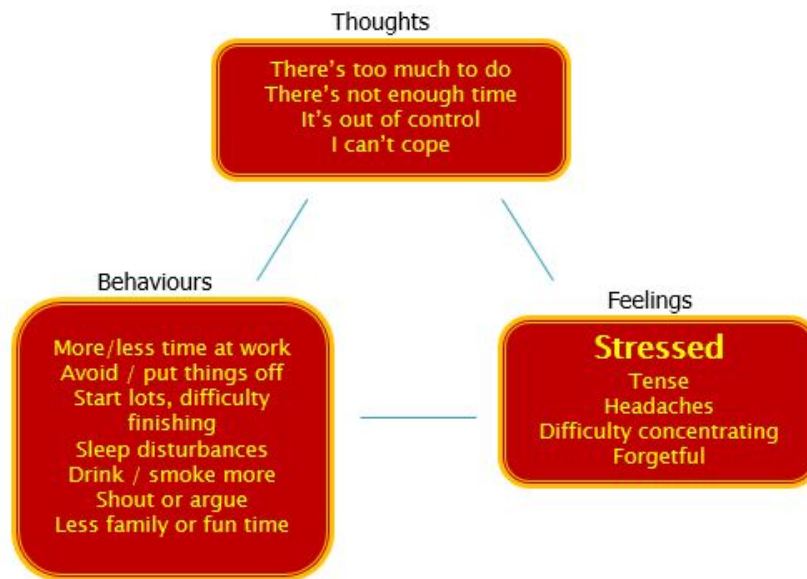 Thoughts
There's too much to do
There's not enough time
It's out of control
I can't cope
Behaviours
More/less time at work
Avoid / put things off
Start lots, difficulty
finishing
Sleep disturbances
Drink / smoke more
Shout or argue
Less family or fun time
Feelings
Stressed
Tense
Headaches
Difficulty concentrating
Forgetful